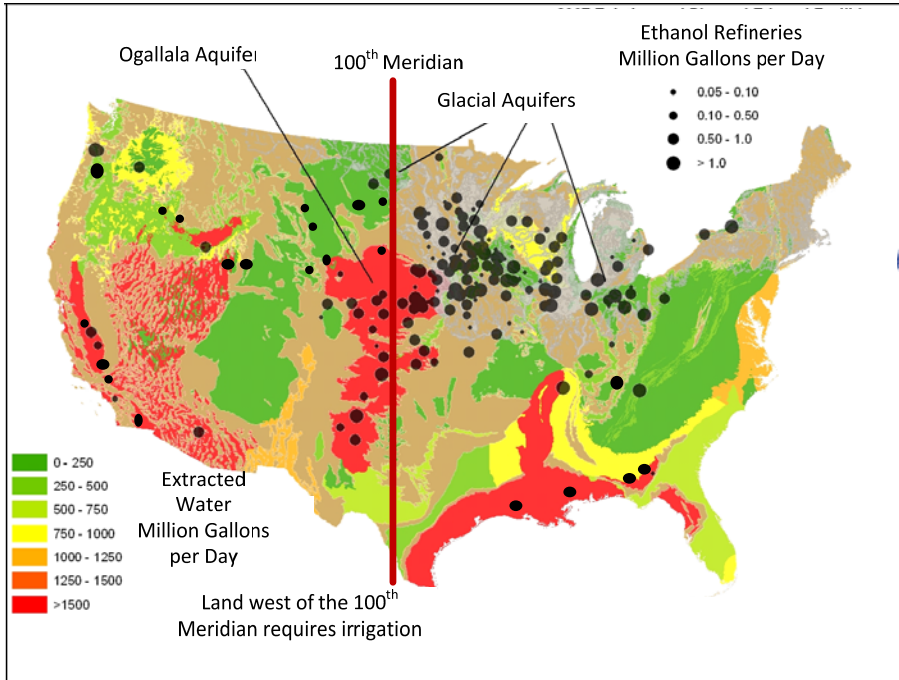 Ethanol Refineries
Million Gallons per Day
0.05 - 0.10
0.10 - 0.50
0.50 - 1.0
> 1.0
Ogallala Aquifer
100th Meridian
Glacial Aquifers
0 - 250
250 - 500
500 - 750
750 - 1000
1000 - 1250
1250 - 1500
>1500
Extracted
Water
Million Gallons
per Day
Land west of the 100th
Meridian requires irrigation